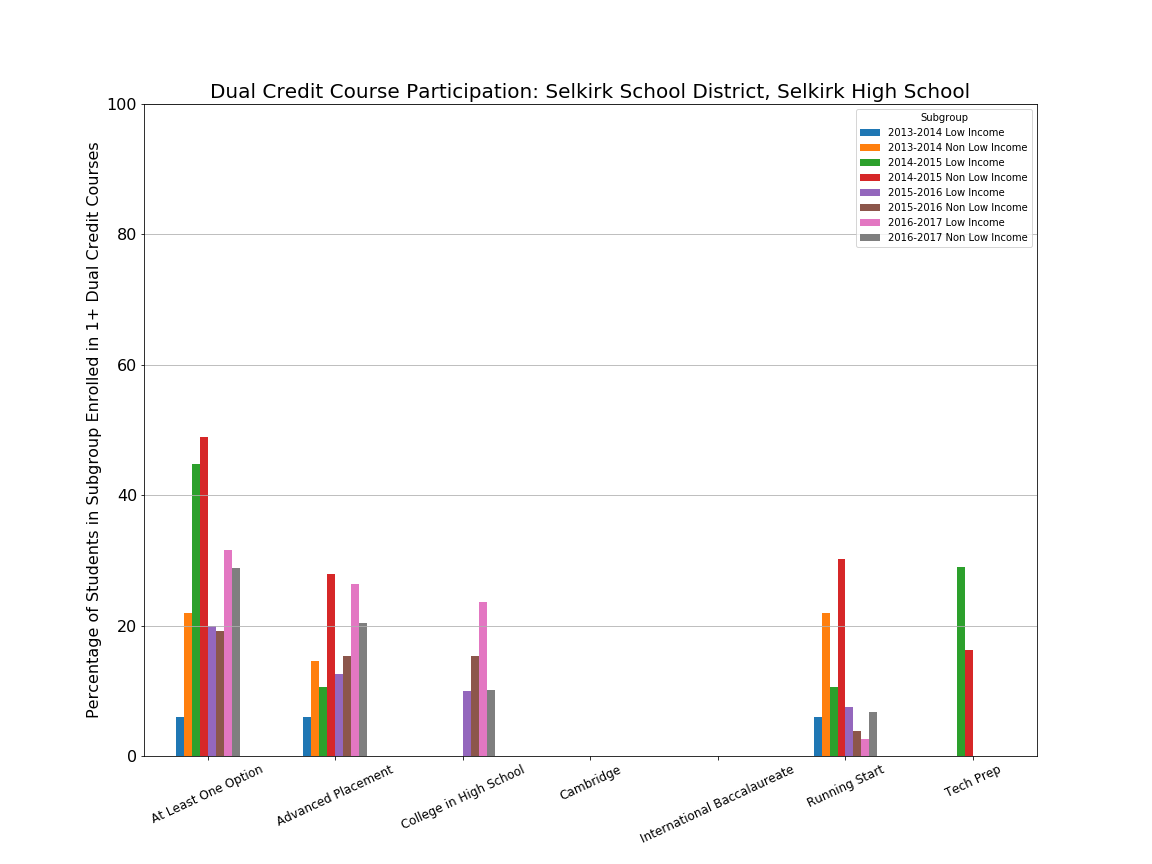 Dual Credit Course Participation: Selkirk School District, Selkirk High School
Percentage of Students in Subgroup Enrolled in 1+ Dual Credit Courses
100
80
60
40
20
0
Subgroup
2013-2014 Low Income
2013-2014 Non Low Income
2014-2015 Low Income
2014-2015 Non Low Income
2015-2016 Low Income
2015-2016 Non Low Income
2016-2017 Low Income
2016-2017 Non Low Income
At Least One Option
Advanced Placement
College in High School
Cambridge
International Baccalaureate
Running Start
Tech Prep